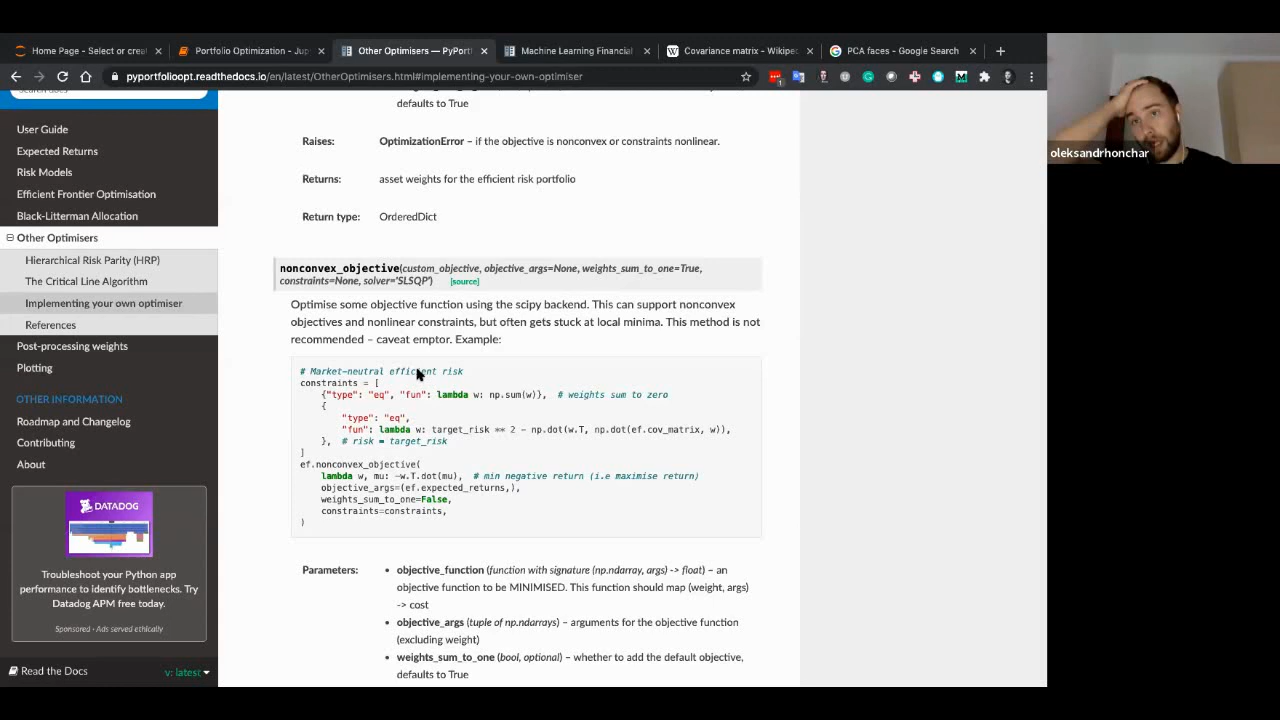 Home Page - Select or crea
Portfolio Optimization - Jup
Other Optimisers — PyPort
Machine Learning Financial
Covariance matrix - Wikiped
PCA faces - Google Search
pyportfolioopt.readthedocs.io/en/latest/OtherOptimisers.html#implementing-your-own-optimiser
Search docs
User Guide
Expected Returns
Risk Models
Efficient Frontier Optimisation
Black-Litterman Allocation
Other Optimisers
Hierarchical Risk Parity (HRP)
The Critical Line Algorithm
Implementing your own optimiser
References
Post-processing weights
Plotting
OTHER INFORMATION
Roadmap and Changelog
Contributing
About
DATADOG
Troubleshoot your Python app
performance to identify bottlenecks. Try
Datadog APM free today.
Sponsored · Ads served ethically
Read the Docs
v: latest
defaults to True
Raises: OptimizationError – if the objective is nonconvex or constraints nonlinear.
Returns: asset weights for the efficient risk portfolio
Return type: OrderedDict
nonconvex_objective(custom_objective, objective_args=None, weights_sum_to_one=True,
constraints=None, solver='SLSQP') [source]
Optimise some objective function using the scipy backend. This can support nonconvex
objectives and nonlinear constraints, but often gets stuck at local minima. This method is not
recommended – caveat emptor. Example:
# Market-neutral efficient risk
constraints = [
{"type": "eq", "fun": lambda w: np.sum(w)}, # weights sum to zero
{
"type": "eq",
"fun": lambda w: target_risk ** 2 - np.dot(w.T, np.dot(ef.cov_matrix, w)),
}, # risk = target_risk
]
ef.nonconvex_objective(
lambda w, mu: -w.T.dot(mu), # min negative return (i.e maximise return)
objective_args=(ef.expected_returns,),
weights_sum_to_one=False,
constraints=constraints,
)
Parameters:
• objective_function (function with signature (np.ndarray, args) -> float) – an
objective function to be MINIMISED. This function should map (weight, args)
-> cost
• objective_args (tuple of np.ndarrays) – arguments for the objective function
(excluding weight)
• weights_sum_to_one (bool, optional) – whether to add the default objective,
defaults to True
oleksandrhonchar